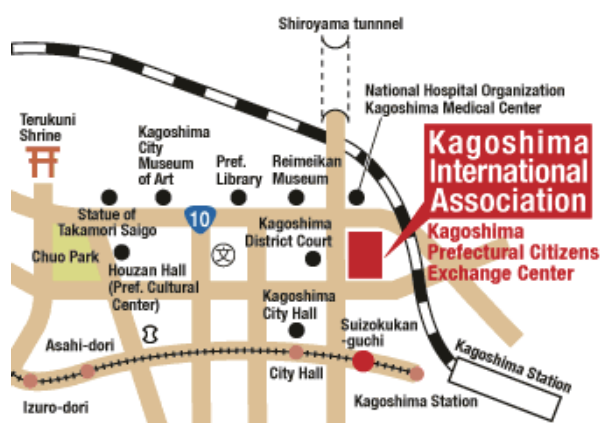 Shiroyama tunnnel
National Hospital Organization
Kagoshima Medical Center
Terukuni
Shrine
Kagoshima
City
Museum
of Art
Pref.
Library
Reimeikan
Museum
Kagoshima
International
Association
Statue of
Takamori Saigo
10
Kagoshima
District Court
Kagoshima
Prefectural Citizens
Exchange Center
Chuo Park
文
Houzan Hall
(Pref. Cultural
Center)
Kagoshima
City Hall
Suizokukan
-guchi
Asahi-dori
City Hall
Kagoshima Station
Izuro-dori
Kagoshima Station